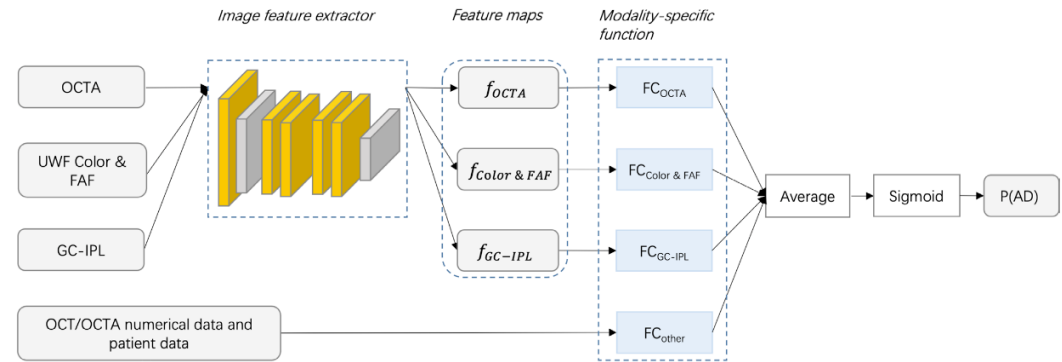 Image feature extractor
Feature maps
Modality-specific
function
OCTA
UWF Color &
FAF
GC-IPL
OCT/OCTA numerical data and
patient data
f_OCTA
f_Color & FAF
f_GC−IPL
FC_OCTA
FC_Color & FAF
FC_GC-IPL
FC_other
Average
Sigmoid
P(AD)